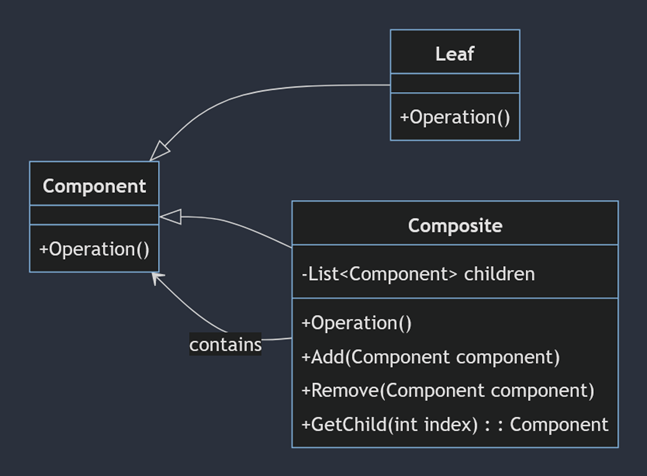 Leaf
+Operation()
Component
+Operation()
Composite
-List<Component> children
+Operation()
+Add(Component component)
+Remove(Component component)
+GetChild(int index) : : Component
contains